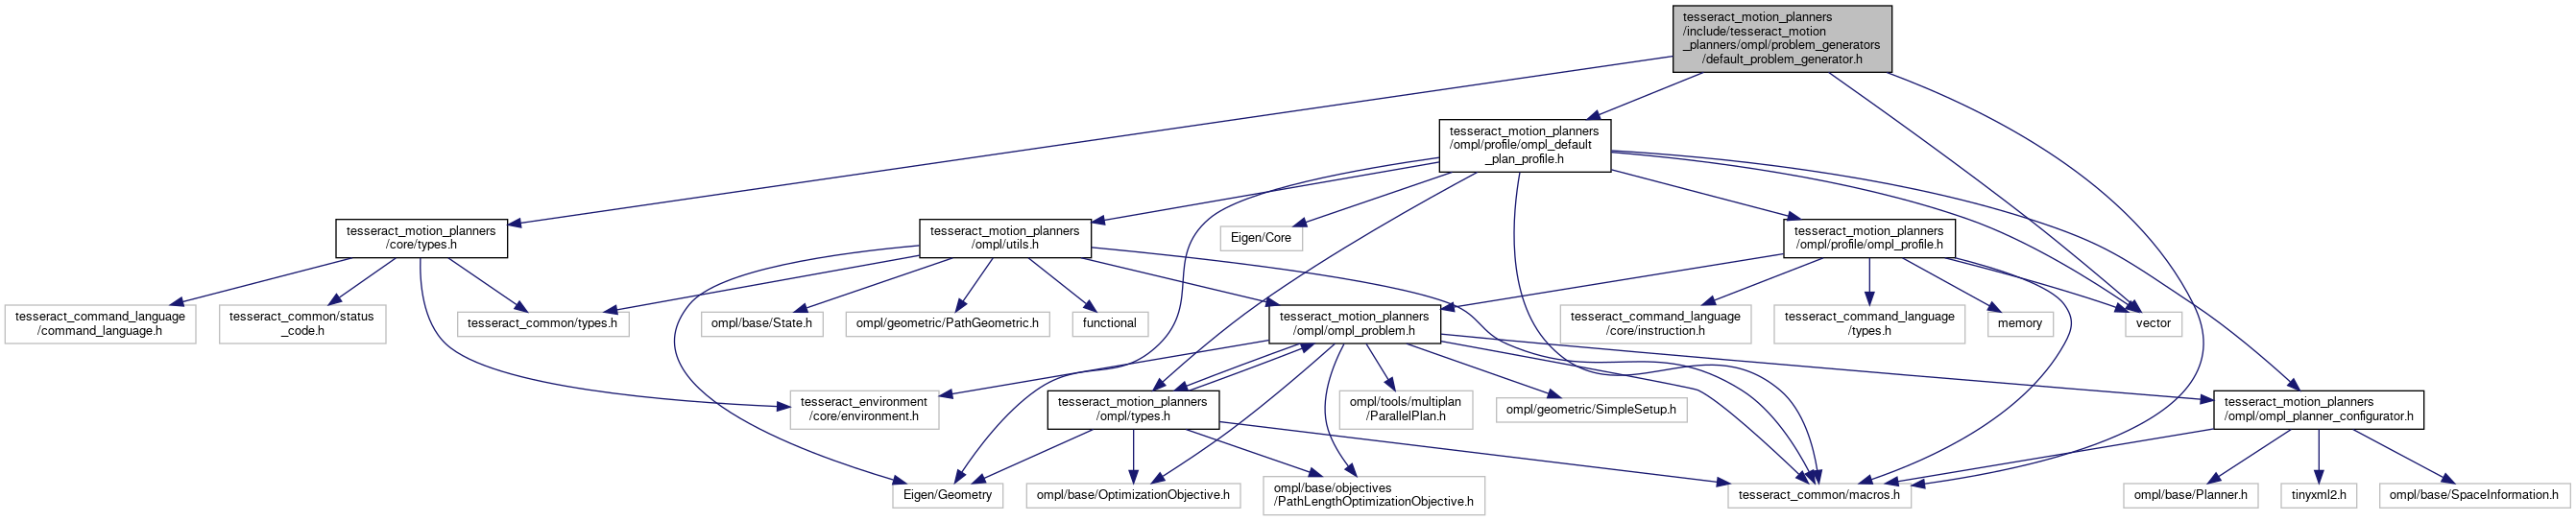 tesseract_motion_planners
/include/tesseract_motion
_planners/ompl/problem_generators
/default_problem_generator.h
tesseract_motion_planners
/ompl/profile/ompl_default
_plan_profile.h
tesseract_motion_planners
/core/types.h
tesseract_motion_planners
/ompl/utils.h
Eigen/Core
tesseract_motion_planners
/ompl/profile/ompl_profile.h
tesseract_command_language
/command_language.h
tesseract_common/status
_code.h
tesseract_common/types.h
ompl/base/State.h
ompl/geometric/PathGeometric.h
functional
tesseract_motion_planners
/ompl/ompl_problem.h
tesseract_command_language
/core/instruction.h
tesseract_command_language
/types.h
memory
vector
tesseract_environment
/core/environment.h
tesseract_motion_planners
/ompl/types.h
ompl/tools/multiplan
/ParallelPlan.h
ompl/geometric/SimpleSetup.h
tesseract_motion_planners
/ompl/ompl_planner_configurator.h
Eigen/Geometry
ompl/base/OptimizationObjective.h
ompl/base/objectives
/PathLengthOptimizationObjective.h
tesseract_common/macros.h
ompl/base/Planner.h
tinyxml2.h
ompl/base/SpaceInformation.h